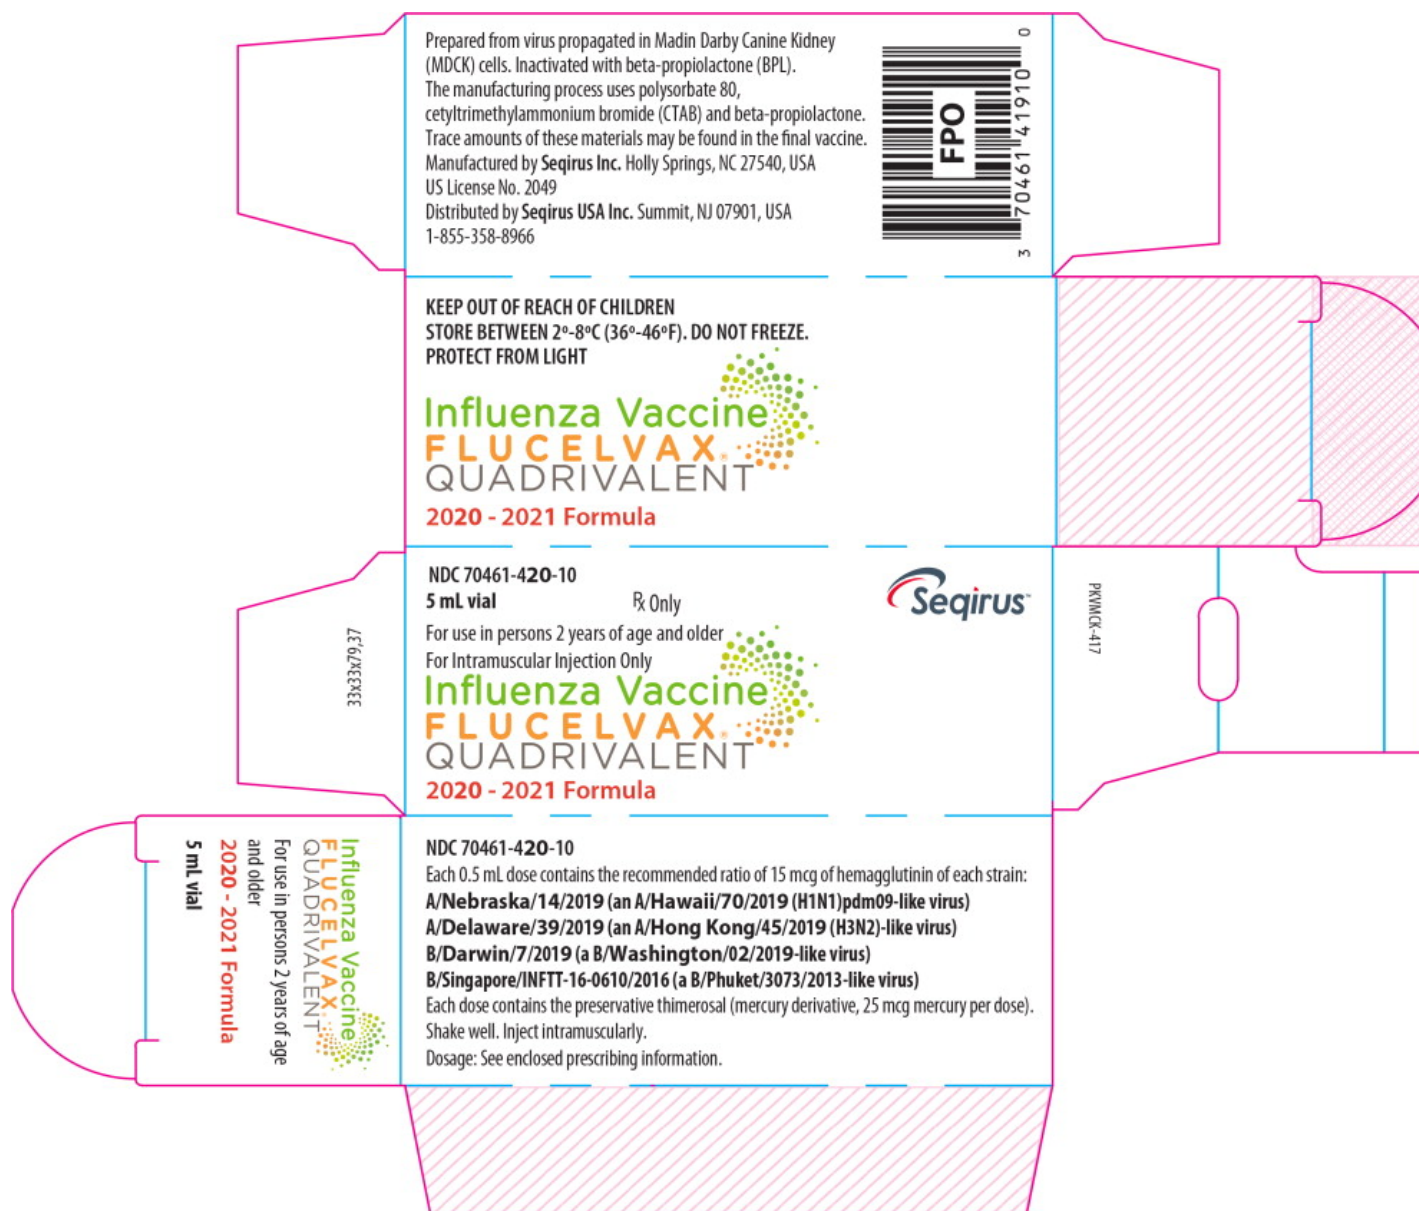 Prepared from virus propagated in Madin Darby Canine Kidney
(MDCK) cells. Inactivated with beta-propiolactone (BPL).
The manufacturing process uses polysorbate 80,
cetyltrimethylammonium bromide (CTAB) and beta-propiolactone.
Trace amounts of these materials may be found in the final vaccine.
Manufactured by Seqirus Inc. Holly Springs, NC 27540, USA
US License No. 2049
Distributed by Seqirus USA Inc. Summit, NJ 07901, USA
1-855-358-8966
FPO
3 70461 41910 0
KEEP OUT OF REACH OF CHILDREN
STORE BETWEEN 2º-8ºC (36º-46ºF). DO NOT FREEZE.
PROTECT FROM LIGHT
Influenza Vaccine
FLUCELVAX®
QUADRIVALENT
2020 - 2021 Formula
NDC 70461-420-10
5 mL vial
℞ Only
For use in persons 2 years of age and older
For Intramuscular Injection Only
Influenza Vaccine
FLUCELVAX®
QUADRIVALENT
2020 - 2021 Formula
Seqirus™
PKVMCK-417
33x33x79,37
Influenza Vaccine
FLUCELVAX®
QUADRIVALENT
For use in persons 2 years of age
and older
2020 - 2021 Formula
5 mL vial
NDC 70461-420-10
Each 0.5 mL dose contains the recommended ratio of 15 mcg of hemagglutinin of each strain:
A/Nebraska/14/2019 (an A/Hawaii/70/2019 (H1N1)pdm09-like virus)
A/Delaware/39/2019 (an A/Hong Kong/45/2019 (H3N2)-like virus)
B/Darwin/7/2019 (a B/Washington/02/2019-like virus)
B/Singapore/INFTT-16-0610/2016 (a B/Phuket/3073/2013-like virus)
Each dose contains the preservative thimerosal (mercury derivative, 25 mcg mercury per dose).
Shake well. Inject intramuscularly.
Dosage: See enclosed prescribing information.